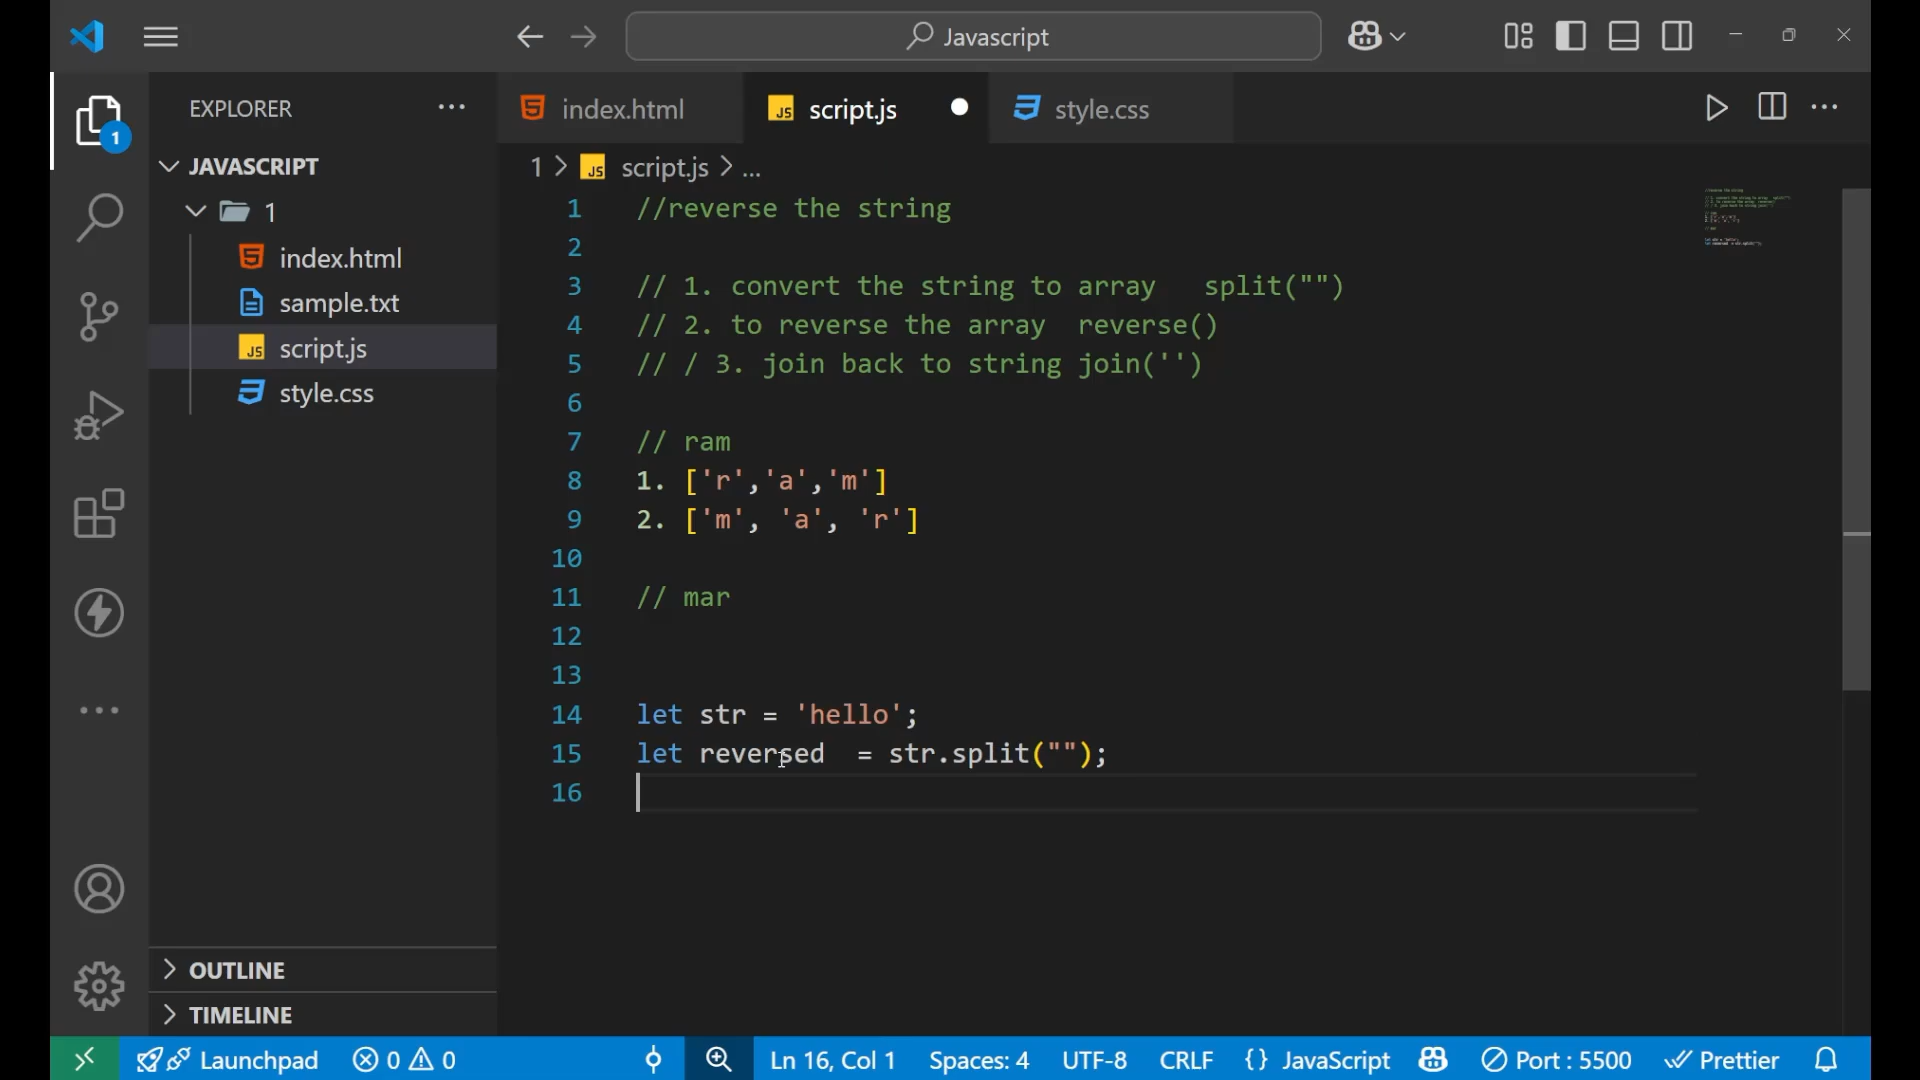 Javascript
EXPLORER
index.html
script.js
style.css
1
JAVASCRIPT
1 > script.js > ...
1
index.html
sample.txt
script.js
style.css
1 //reverse the string
2
3 // 1. convert the string to array   split("")
4 // 2. to reverse the array  reverse()
5 // / 3. join back to string join('')
6
7 // ram
8 1. ['r','a','m']
9 2. ['m', 'a', 'r']
10
11 // mar
12
13
14 let str = 'hello';
15 let reversed  = str.split("");
16
OUTLINE
TIMELINE
Launchpad 0 0 Ln 16, Col 1 Spaces: 4 UTF-8 CRLF {} JavaScript Port : 5500 Prettier